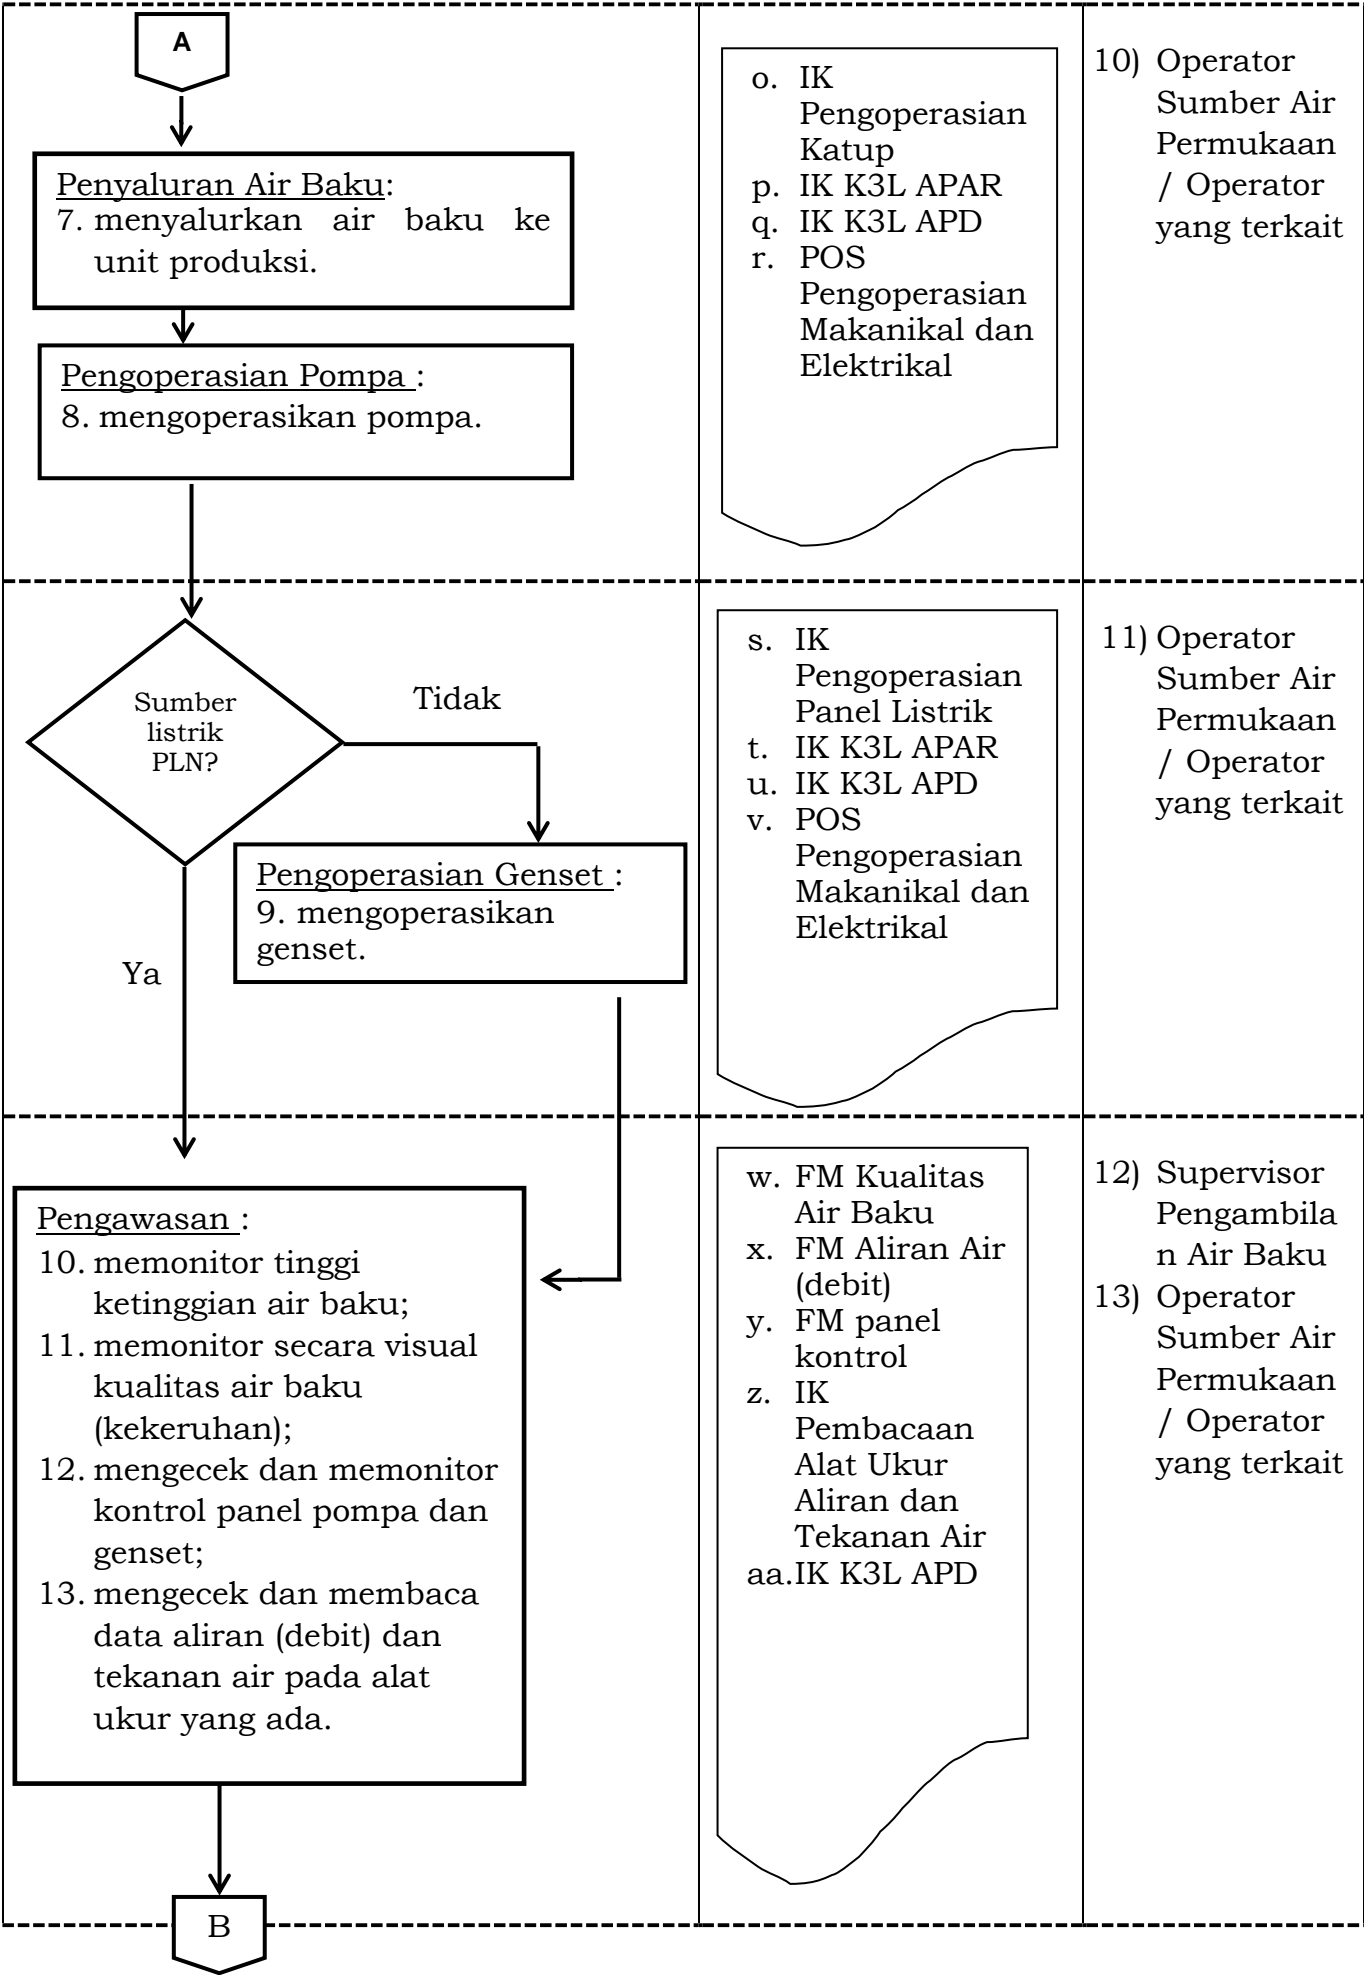 A
Penyaluran Air Baku:
7. menyalurkan air baku ke
unit produksi.
Pengoperasian Pompa :
8. mengoperasikan pompa.
o. IK
Pengoperasian
Katup
p. IK K3L APAR
q. IK K3L APD
r. POS
Pengoperasian
Makanikal dan
Elektrikal
10) Operator
Sumber Air
Permukaan
/ Operator
yang terkait
Sumber
listrik
PLN?
Tidak
Pengoperasian Genset :
9. mengoperasikan
genset.
Ya
s. IK
Pengoperasian
Panel Listrik
t. IK K3L APAR
u. IK K3L APD
v. POS
Pengoperasian
Makanikal dan
Elektrikal
11) Operator
Sumber Air
Permukaan
/ Operator
yang terkait
Pengawasan :
10. memonitor tinggi
ketinggian air baku;
11. memonitor secara visual
kualitas air baku
(kekeruhan);
12. mengecek dan memonitor
kontrol panel pompa dan
genset;
13. mengecek dan membaca
data aliran (debit) dan
tekanan air pada alat
ukur yang ada.
w. FM Kualitas
Air Baku
x. FM Aliran Air
(debit)
y. FM panel
kontrol
z. IK
Pembacaan
Alat Ukur
Aliran dan
Tekanan Air
aa.IK K3L APD
12) Supervisor
Pengambila
n Air Baku
13) Operator
Sumber Air
Permukaan
/ Operator
yang terkait
B